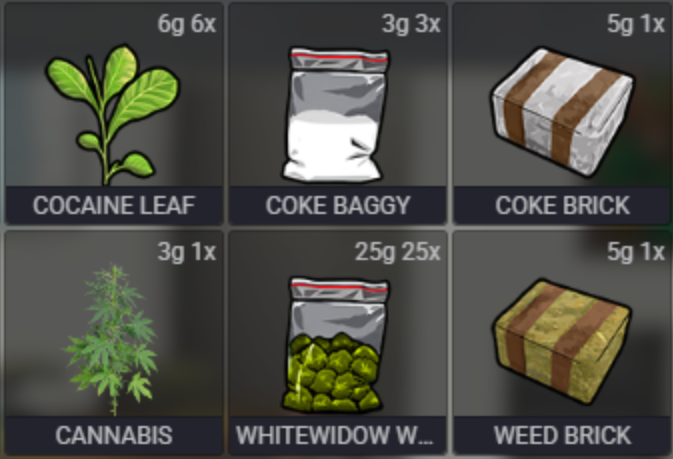 6g 6x
3g 3x
5g 1x
COCAINE LEAF
COKE BAGGY
COKE BRICK
3g 1x
25g 25x
5g 1x
CANNABIS
WHITEWIDOW W...
WEED BRICK